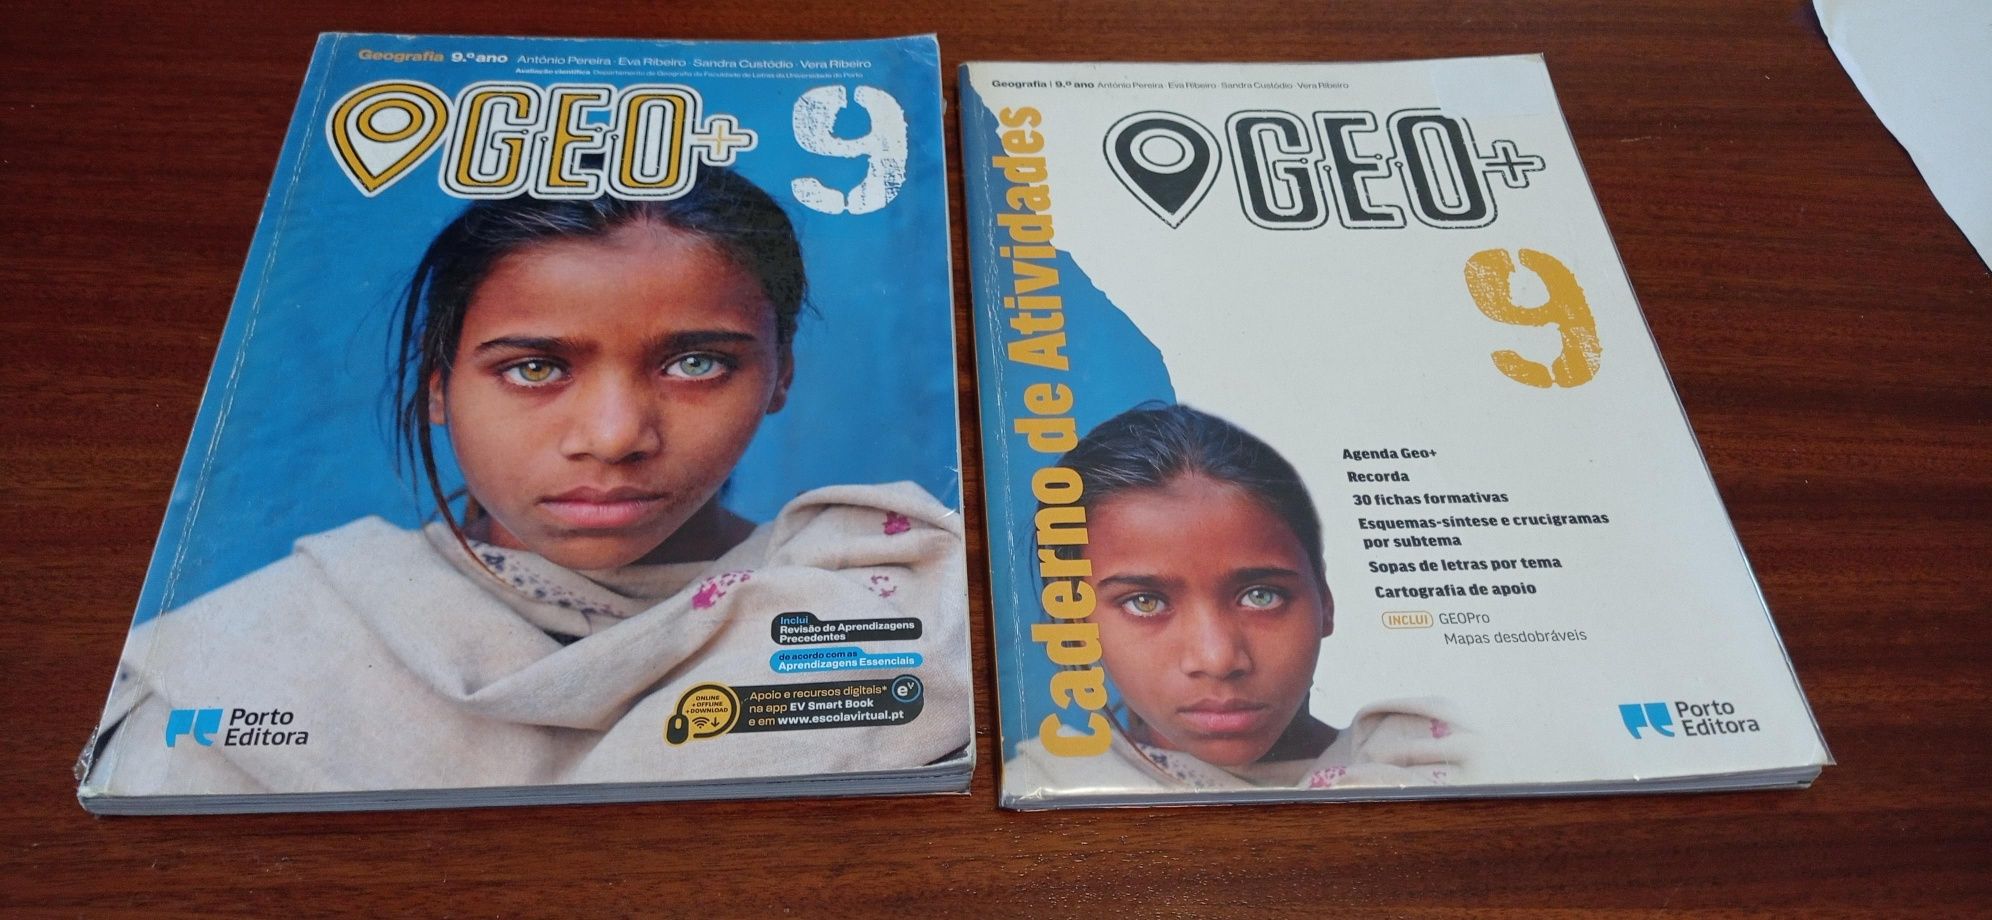 Geografia 9.º ano António Pereira · Eva Ribeiro · Sandra Custódio · Vera Ribeiro
Avaliação científica Departamento de Geografia da Faculdade de Letras da Universidade do Porto
GEO+ 9
Inclui
Revisão de Aprendizagens
Precedentes
de acordo com as
Aprendizagens Essenciais
ONLINE
+ OFFLINE
+ DOWNLOAD
Apoio e recursos digitais* ev
na app EV Smart Book
e em www.escolavirtual.pt
Porto
Editora
Geografia | 9.º ano António Pereira · Eva Ribeiro · Sandra Custódio · Vera Ribeiro
Caderno de Atividades
GEO+
9
Agenda Geo+
Recorda
30 fichas formativas
Esquemas-síntese e crucigramas
por subtema
Sopas de letras por tema
Cartografia de apoio
INCLUI GEOPro
Mapas desdobráveis
Porto
Editora